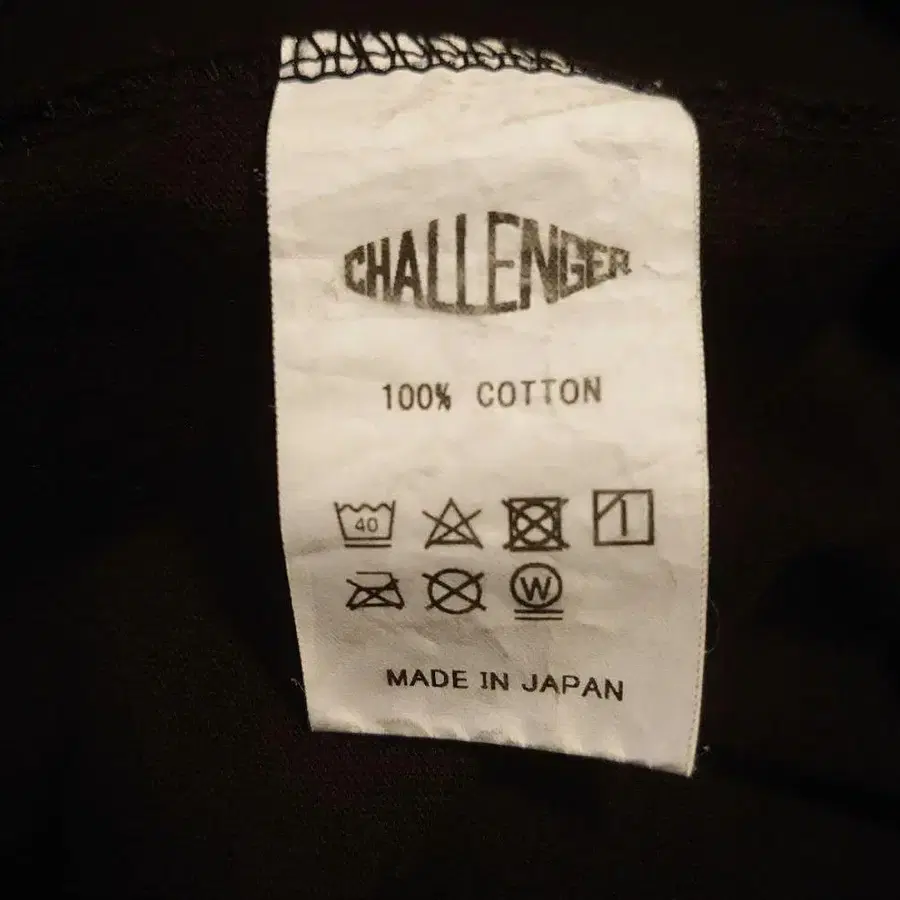 CHALLENGER
100% COTTON
40
W
MADE IN JAPAN